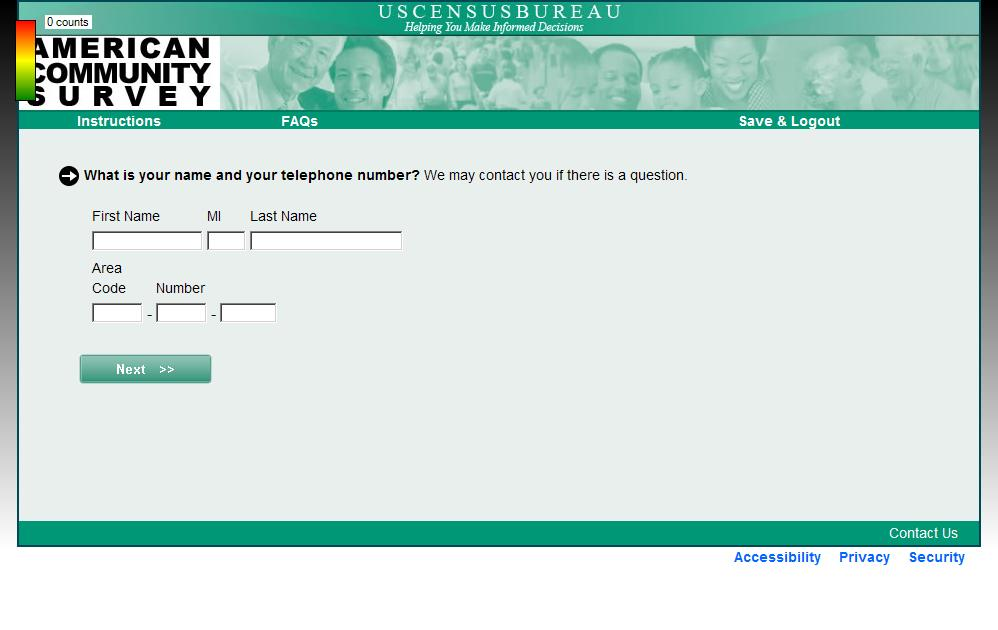 USCENSUSBUREAU
0 counts
Helping You Make Informed Decisions
AMERICAN
COMMUNITY
SURVEY
Instructions FAQs Save & Logout
What is your name and your telephone number? We may contact you if there is a question.
First Name MI Last Name
Area
Code Number
- -
Next >>
Contact Us
Accessibility Privacy Security